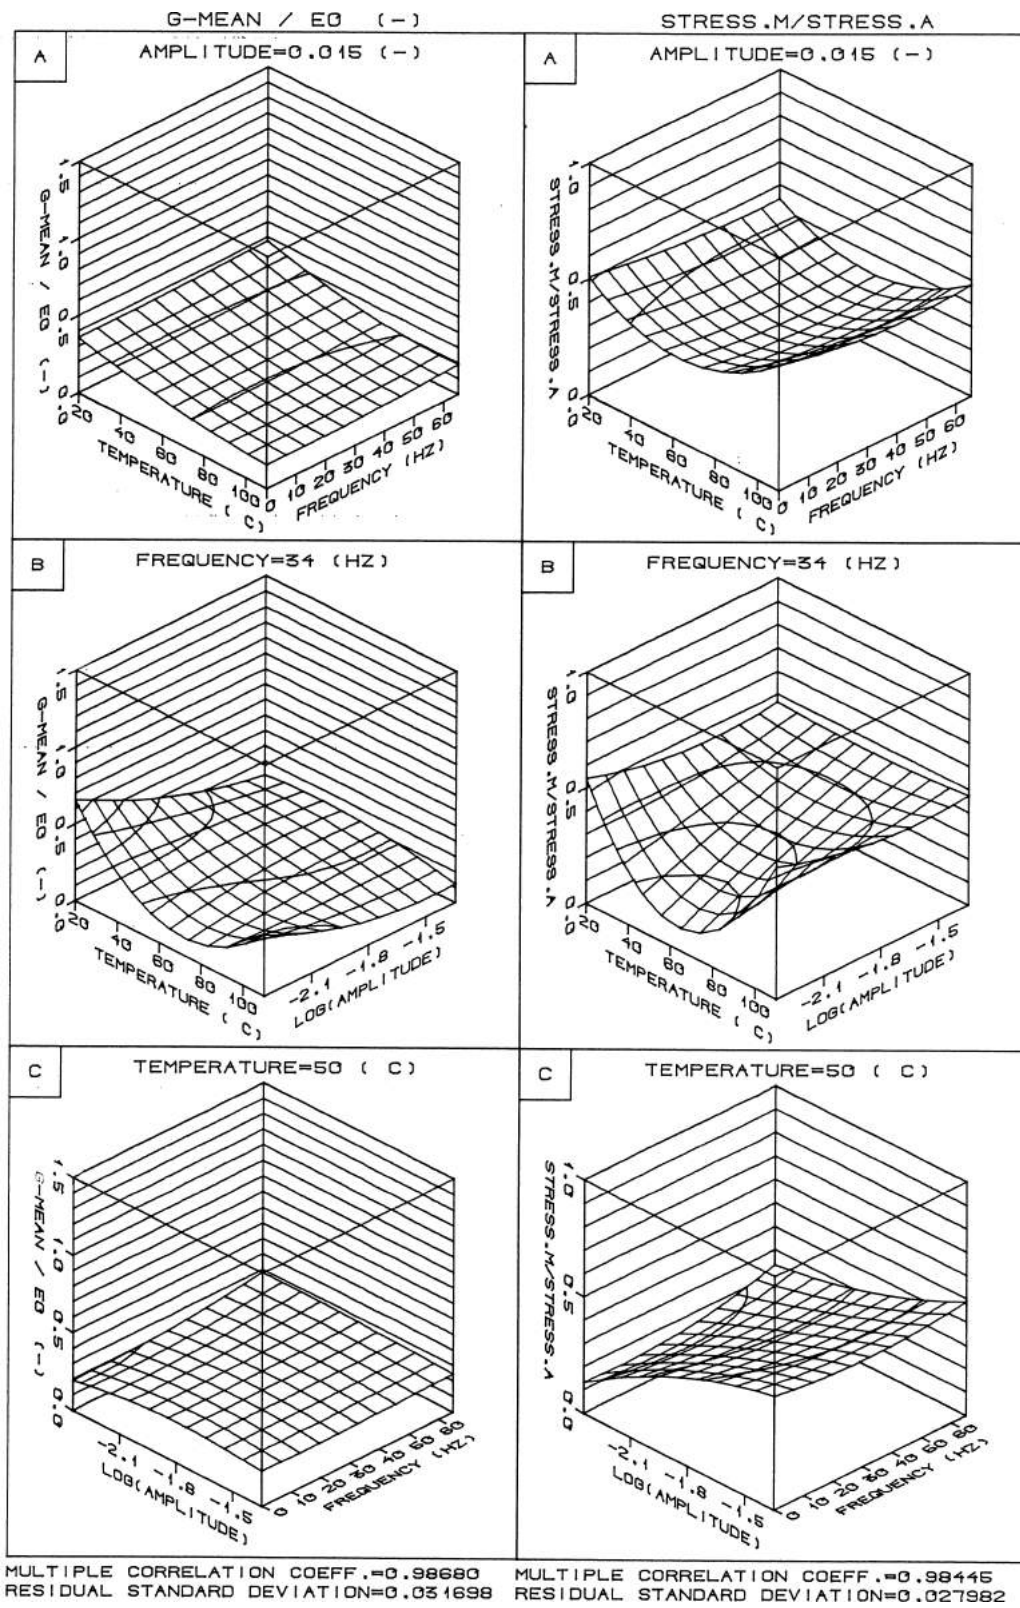 G-MEAN / E0 (-)
STRESS.M/STRESS.A
A
AMPLITUDE=0.015 (-)
1.5
1.0
0.5
0.0
G-MEAN / E0 (-)
20 40 60 80 100
TEMPERATURE ( C)
0 10 20 30 40 50 60
FREQUENCY (HZ)
A
AMPLITUDE=0.015 (-)
1.0
0.5
0.0
STRESS.M/STRESS.A
20 40 60 80 100
TEMPERATURE ( C)
0 10 20 30 40 50 60
FREQUENCY (HZ)
B
FREQUENCY=34 (HZ)
1.5
1.0
0.5
0.0
G-MEAN / E0 (-)
20 40 60 80 100
TEMPERATURE ( C)
-2.1 -1.8 -1.5
LOG(AMPLITUDE)
B
FREQUENCY=34 (HZ)
1.0
0.5
0.0
STRESS.M/STRESS.A
20 40 60 80 100
TEMPERATURE ( C)
-2.1 -1.8 -1.5
LOG(AMPLITUDE)
C
TEMPERATURE=50 ( C)
1.5
1.0
0.5
0.0
G-MEAN / E0 (-)
-2.1 -1.8 -1.5
LOG(AMPLITUDE)
0 10 20 30 40 50 60
FREQUENCY (HZ)
C
TEMPERATURE=50 ( C)
1.0
0.5
0.0
STRESS.M/STRESS.A
-2.1 -1.8 -1.5
LOG(AMPLITUDE)
0 10 20 30 40 50 60
FREQUENCY (HZ)
MULTIPLE CORRELATION COEFF.=0.98680
RESIDUAL STANDARD DEVIATION=0.031698
MULTIPLE CORRELATION COEFF.=0.98445
RESIDUAL STANDARD DEVIATION=0.027982